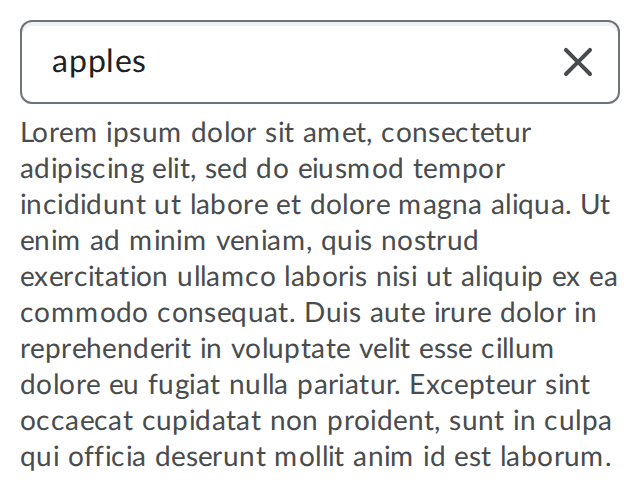 apples
Lorem ipsum dolor sit amet, consectetur
adipiscing elit, sed do eiusmod tempor
incididunt ut labore et dolore magna aliqua. Ut
enim ad minim veniam, quis nostrud
exercitation ullamco laboris nisi ut aliquip ex ea
commodo consequat. Duis aute irure dolor in
reprehenderit in voluptate velit esse cillum
dolore eu fugiat nulla pariatur. Excepteur sint
occaecat cupidatat non proident, sunt in culpa
qui officia deserunt mollit anim id est laborum.